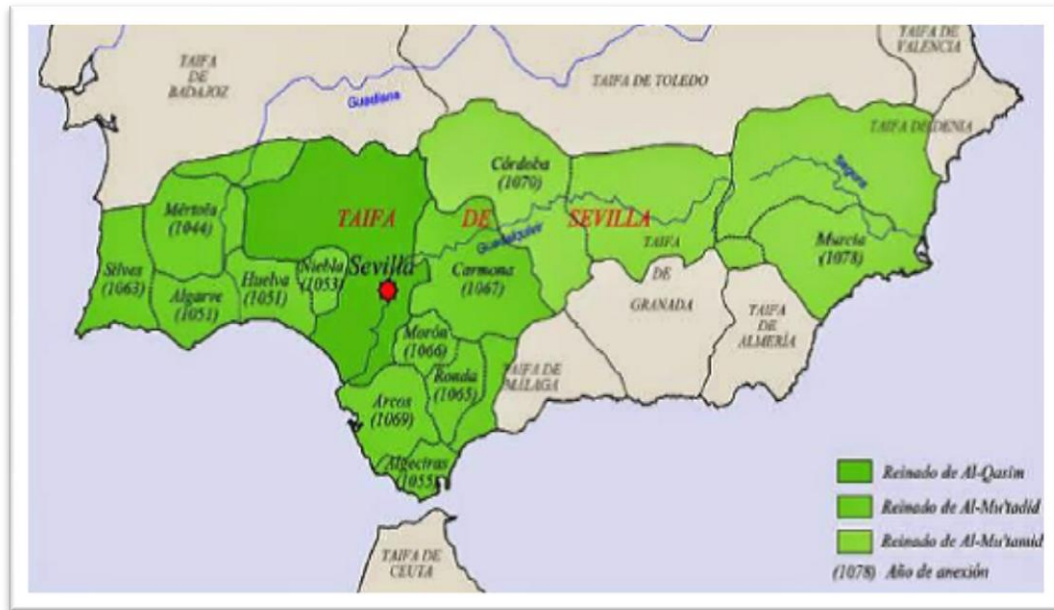 TAIFA
DE
BADAJOZ
Guadiana
TAIFA DE TOLEDO
TAIFA DE
VALENCIA
TAIFA DE DENIA
Córdoba
(1070)
Segura
Mértola
(1044)
TAIFA DE SEVILLA
Guadalquivir
TAIFA
DE
GRANADA
Murcia
(1078)
Silves
(1063)
Algarve
(1051)
Huelva
(1051)
Niebla
(1053)
Sevilla
Carmona
(1067)
Morón
(1066)
Ronda
(1065)
TAIFA
DE
ALMERÍA
TAIFA DE
MÁLAGA
Arcos
(1069)
Algeciras
(1055)
TAIFA DE
CEUTA
Reinado de Al-Qasim
Reinado de Al-Mu'tadid
Reinado de Al-Mu'tamid
(1078) Año de anexión